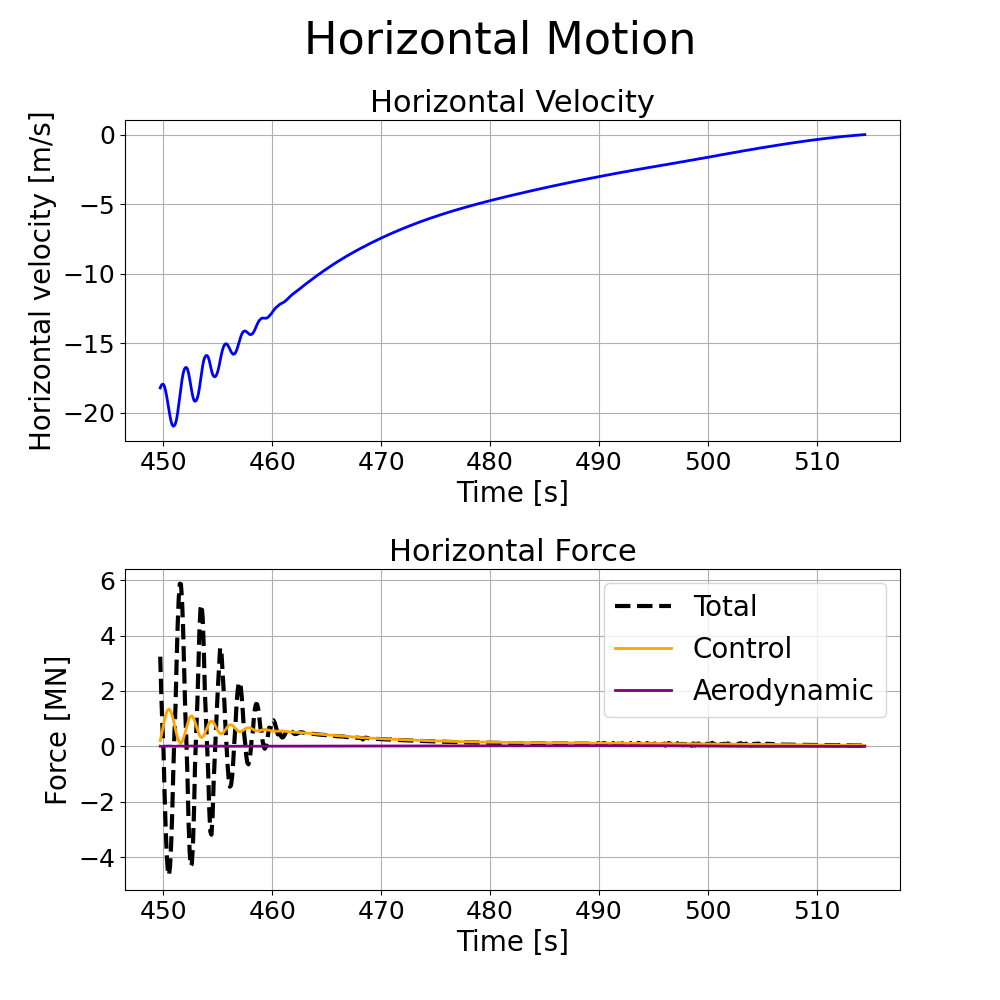 Horizontal Motion
Horizontal Velocity
Horizontal velocity [m/s]
0
−5
−10
−15
−20
450 460 470 480 490 500 510
Time [s]
Horizontal Force
Force [MN]
6
4
2
0
−2
−4
Total
Control
Aerodynamic
450 460 470 480 490 500 510
Time [s]